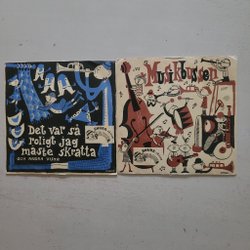 Det var så
roligt jag
måste skratta
OCH ANDRA VISOR
Musikbussen